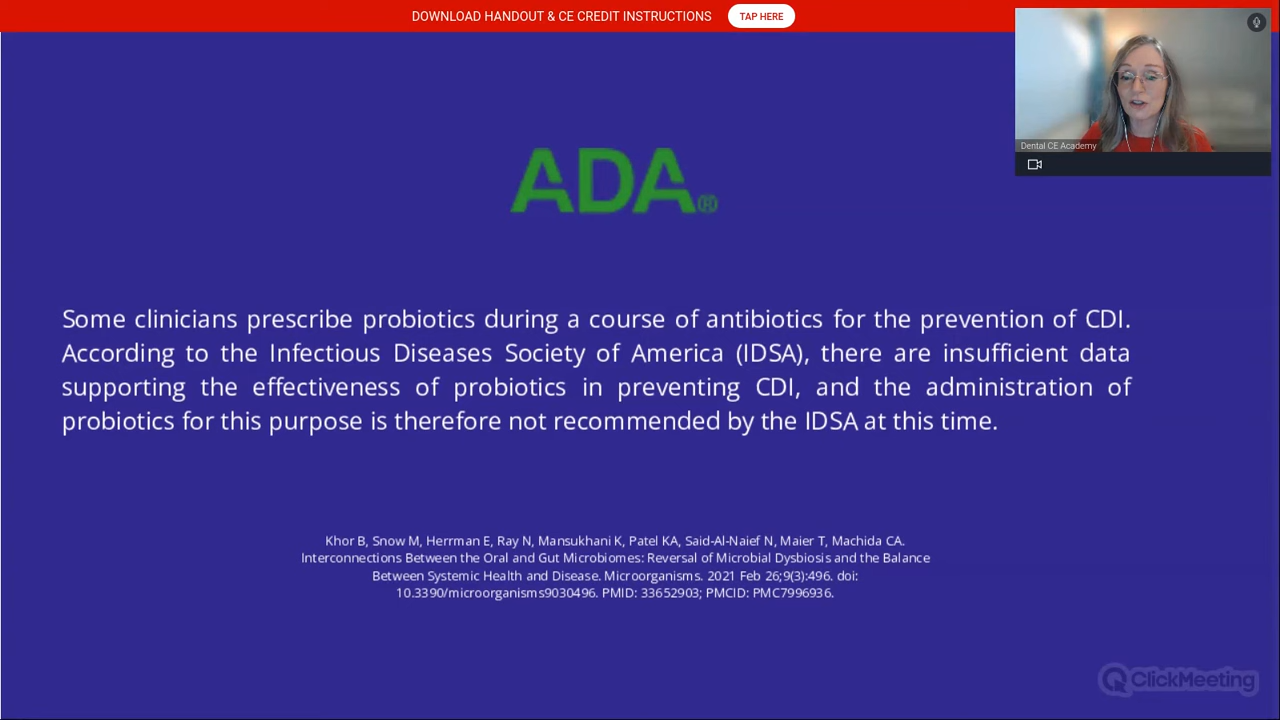 DOWNLOAD HANDOUT & CE CREDIT INSTRUCTIONS TAP HERE
Dental CE Academy
ADA®
Some clinicians prescribe probiotics during a course of antibiotics for the prevention of CDI.
According to the Infectious Diseases Society of America (IDSA), there are insufficient data
supporting the effectiveness of probiotics in preventing CDI, and the administration of
probiotics for this purpose is therefore not recommended by the IDSA at this time.
Khor B, Snow M, Herrman E, Ray N, Mansukhani K, Patel KA, Said-Al-Naief N, Maier T, Machida CA.
Interconnections Between the Oral and Gut Microbiomes: Reversal of Microbial Dysbiosis and the Balance
Between Systemic Health and Disease. Microorganisms. 2021 Feb 26;9(3):496. doi:
10.3390/microorganisms9030496. PMID: 33652903; PMCID: PMC7996936.
ClickMeeting